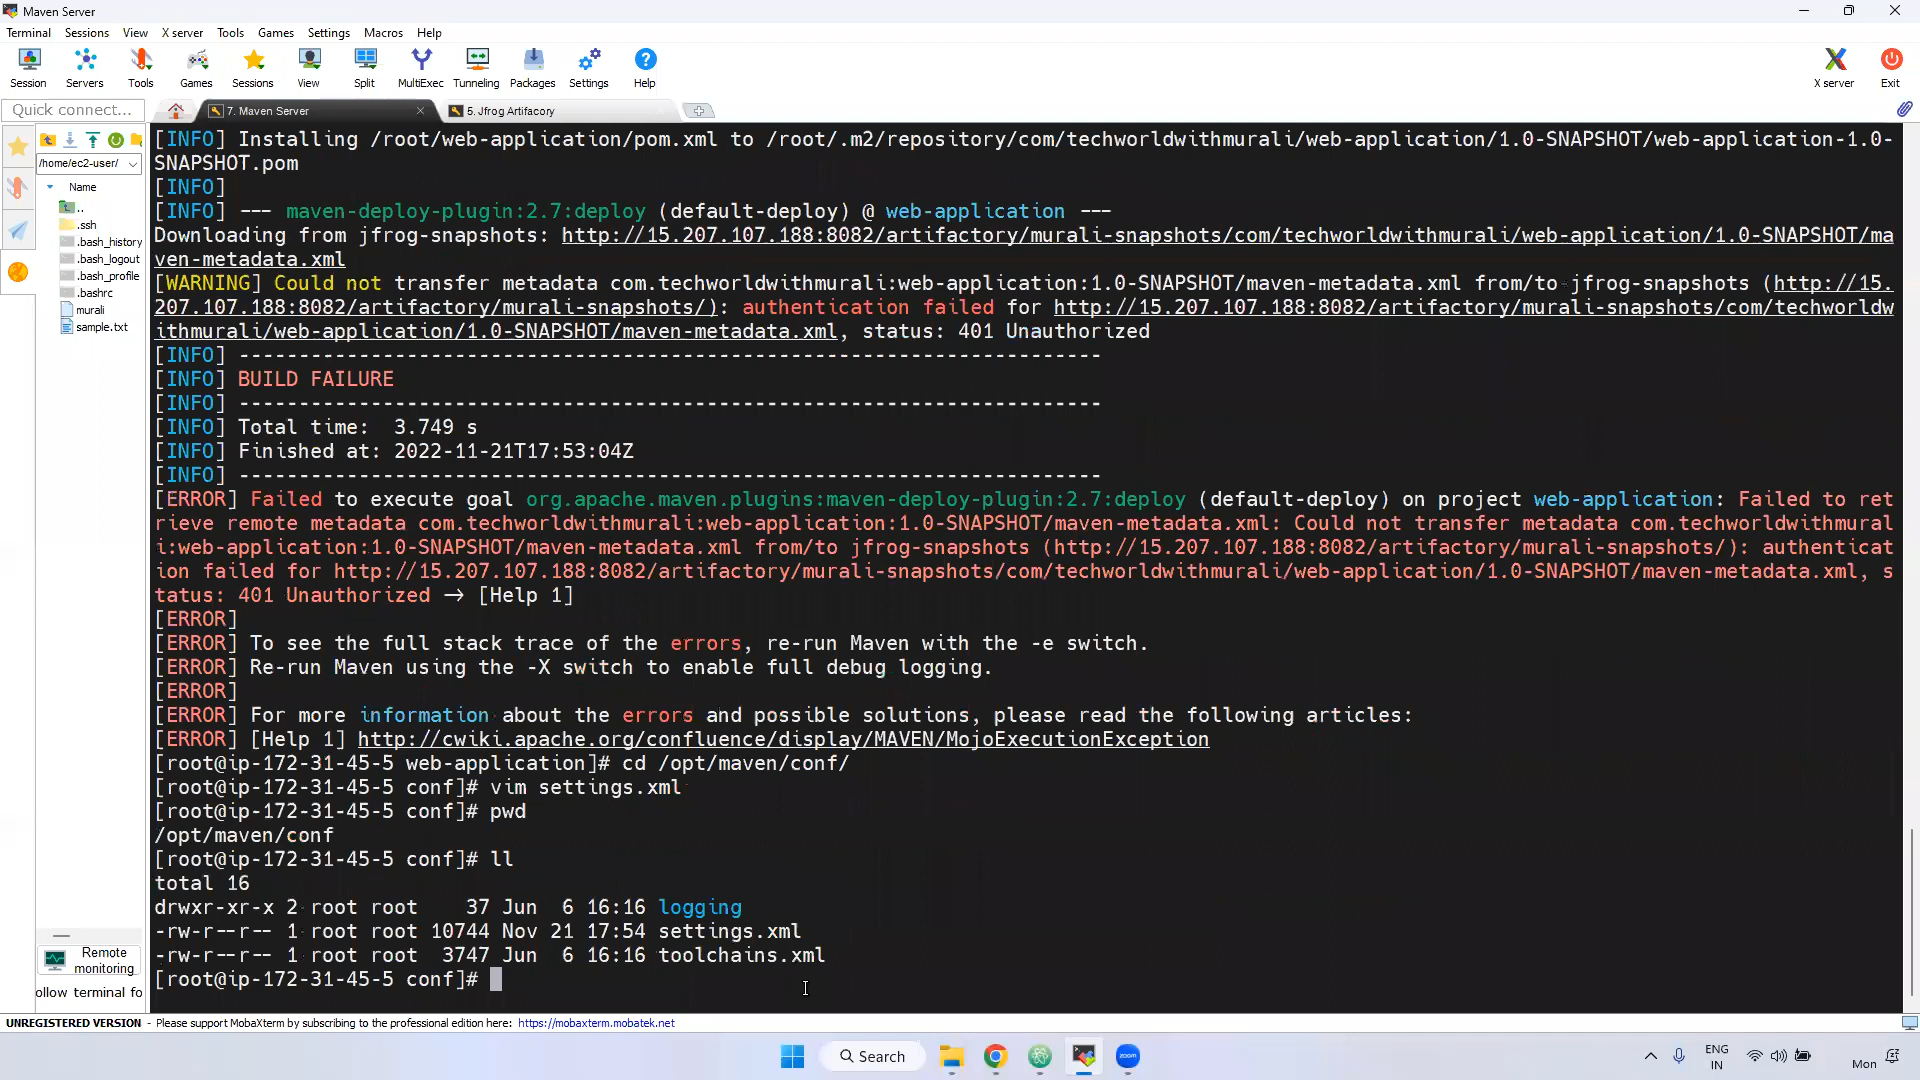 Maven Server
Terminal Sessions View X server Tools Games Settings Macros Help
Session Servers Tools Games Sessions View Split MultiExec Tunneling Packages Settings Help X server Exit
Quick connect... 7. Maven Server 5. Jfrog Artifacory
/home/ec2-user/
Name
..
.ssh
.bash_history
.bash_logout
.bash_profile
.bashrc
murali
sample.txt
Remote
monitoring
ollow terminal fo
[INFO] Installing /root/web-application/pom.xml to /root/.m2/repository/com/techworldwithmurali/web-application/1.0-SNAPSHOT/web-application-1.0-
SNAPSHOT.pom
[INFO]
[INFO] --- maven-deploy-plugin:2.7:deploy (default-deploy) @ web-application ---
Downloading from jfrog-snapshots: http://15.207.107.188:8082/artifactory/murali-snapshots/com/techworldwithmurali/web-application/1.0-SNAPSHOT/ma
ven-metadata.xml
[WARNING] Could not transfer metadata com.techworldwithmurali:web-application:1.0-SNAPSHOT/maven-metadata.xml from/to jfrog-snapshots (http://15.
207.107.188:8082/artifactory/murali-snapshots/): authentication failed for http://15.207.107.188:8082/artifactory/murali-snapshots/com/techworldw
ithmurali/web-application/1.0-SNAPSHOT/maven-metadata.xml, status: 401 Unauthorized
[INFO] ------------------------------------------------------------------------
[INFO] BUILD FAILURE
[INFO] ------------------------------------------------------------------------
[INFO] Total time:  3.749 s
[INFO] Finished at: 2022-11-21T17:53:04Z
[INFO] ------------------------------------------------------------------------
[ERROR] Failed to execute goal org.apache.maven.plugins:maven-deploy-plugin:2.7:deploy (default-deploy) on project web-application: Failed to ret
rieve remote metadata com.techworldwithmurali:web-application:1.0-SNAPSHOT/maven-metadata.xml: Could not transfer metadata com.techworldwithmural
i:web-application:1.0-SNAPSHOT/maven-metadata.xml from/to jfrog-snapshots (http://15.207.107.188:8082/artifactory/murali-snapshots/): authenticat
ion failed for http://15.207.107.188:8082/artifactory/murali-snapshots/com/techworldwithmurali/web-application/1.0-SNAPSHOT/maven-metadata.xml, s
tatus: 401 Unauthorized -> [Help 1]
[ERROR]
[ERROR] To see the full stack trace of the errors, re-run Maven with the -e switch.
[ERROR] Re-run Maven using the -X switch to enable full debug logging.
[ERROR]
[ERROR] For more information about the errors and possible solutions, please read the following articles:
[ERROR] [Help 1] http://cwiki.apache.org/confluence/display/MAVEN/MojoExecutionException
[root@ip-172-31-45-5 web-application]# cd /opt/maven/conf/
[root@ip-172-31-45-5 conf]# vim settings.xml
[root@ip-172-31-45-5 conf]# pwd
/opt/maven/conf
[root@ip-172-31-45-5 conf]# ll
total 16
drwxr-xr-x 2 root root    37 Jun  6 16:16 logging
-rw-r--r-- 1 root root 10744 Nov 21 17:54 settings.xml
-rw-r--r-- 1 root root  3747 Jun  6 16:16 toolchains.xml
[root@ip-172-31-45-5 conf]#
UNREGISTERED VERSION - Please support MobaXterm by subscribing to the professional edition here: https://mobaxterm.mobatek.net
Search
zoom
ENG
IN
Mon